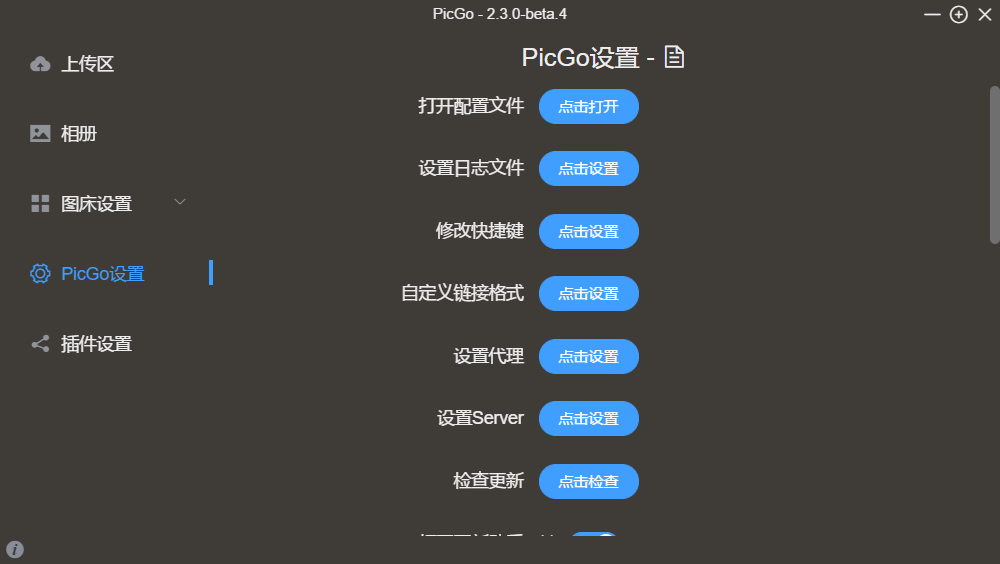 PicGo - 2.3.0-beta.4
上传区
相册
图床设置
PicGo设置
插件设置
PicGo设置 -
打开配置文件 点击打开
设置日志文件 点击设置
修改快捷键 点击设置
自定义链接格式 点击设置
设置代理 点击设置
设置Server 点击设置
检查更新 点击检查